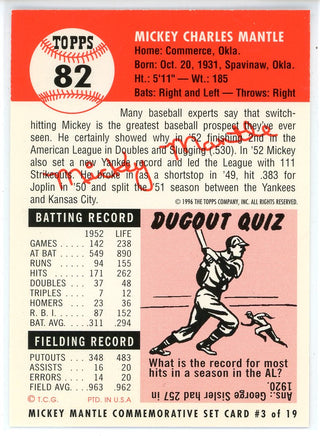 TOPPS
82
MICKEY CHARLES MANTLE
Home: Commerce, Okla.
Born: Oct. 20, 1931, Spavinaw, Okla.
Ht.: 5'11" — Wt.: 185
Bats: Right and Left — Throws: Right
Many baseball experts say that switch-
hitting Mickey is the greatest baseball prospect they've ever
seen. He certainly showed why in '52 finishing 2nd in the
American League in Doubles and Slugging (.530). In '52 Mickey
also set a new Yankee record and led the League with 111
Strikeouts. He broke in as a shortstop in '49, hit .383 for
Joplin in '50 and split the '51 season between the Yankees
and Kansas City.
Mickey Mantle
© 1996 THE TOPPS COMPANY, INC. ALL RIGHTS RESERVED.
BATTING RECORD
1952 LIFE
GAMES . . . . 142 238
AT BAT . . . . 549 890
RUNS . . . . 94 155
HITS . . . . 171 262
DOUBLES . . . 37 48
TRIPLES . . . 7 12
HOMERS . . . 23 36
R. B. I. . . . 87 152
BAT. AVG. . . .311 .294
FIELDING RECORD
PUTOUTS . . . 348 483
ASSISTS . . . 16 20
ERRORS . . . 14 20
FIELD AVG. . .963 .962
© T.C.G. PTD. IN U.S.A.
DUGOUT QUIZ
What is the record for most
hits in a season in the AL?
Ans.: George Sisler had 257 in
1920.
MICKEY MANTLE COMMEMORATIVE SET CARD #3 of 19